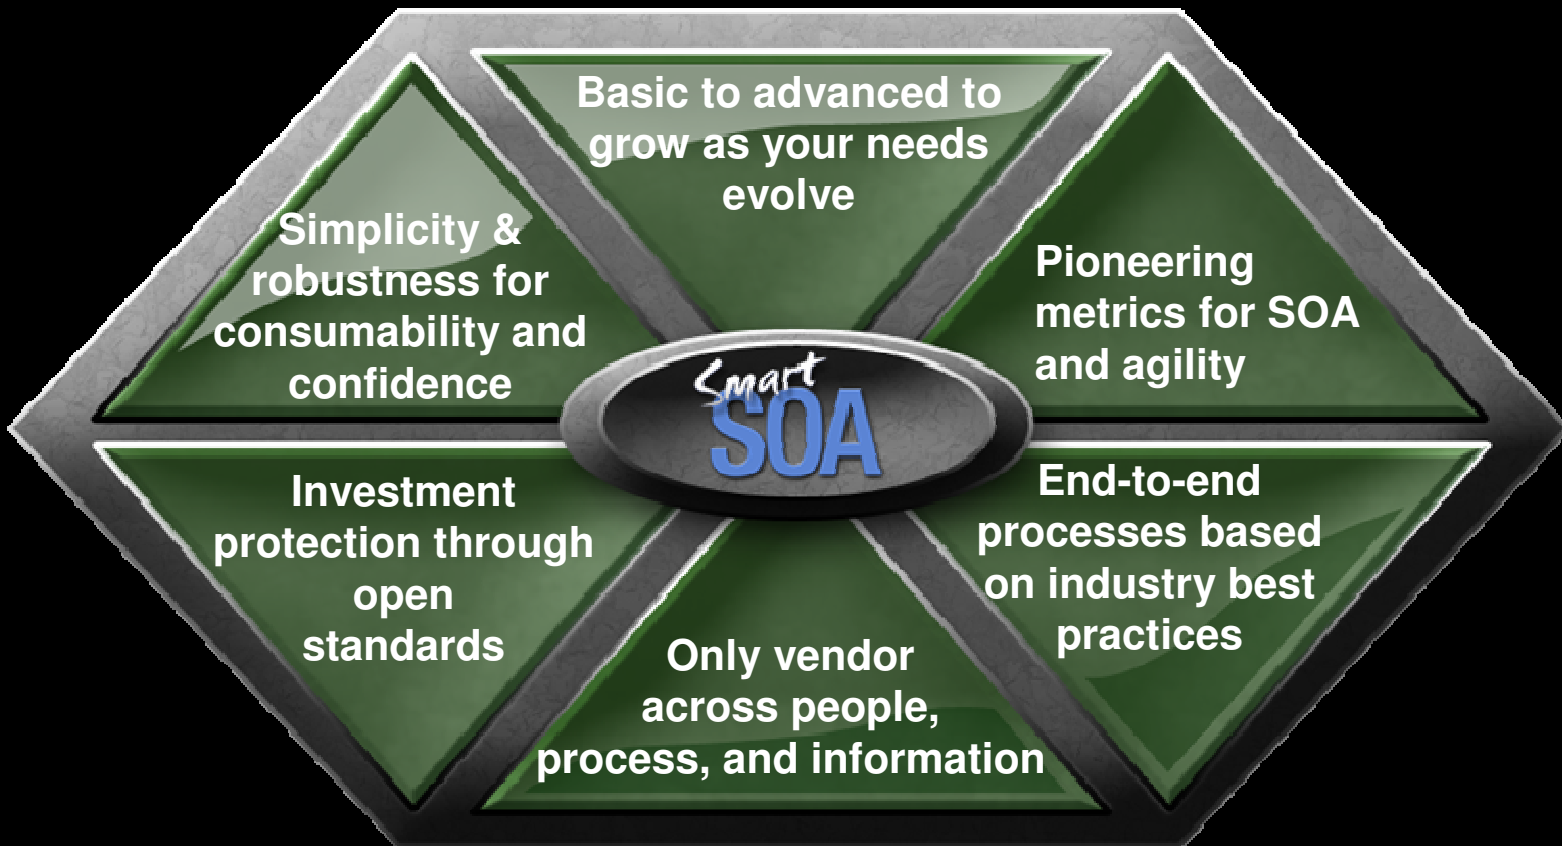 Basic to advanced to
grow as your needs
evolve
Simplicity &
robustness for
consumability and
confidence
Pioneering
metrics for SOA
and agility
Smart
SOA
Investment
protection through
open
standards
End-to-end
processes based
on industry best
practices
Only vendor
across people,
process, and information